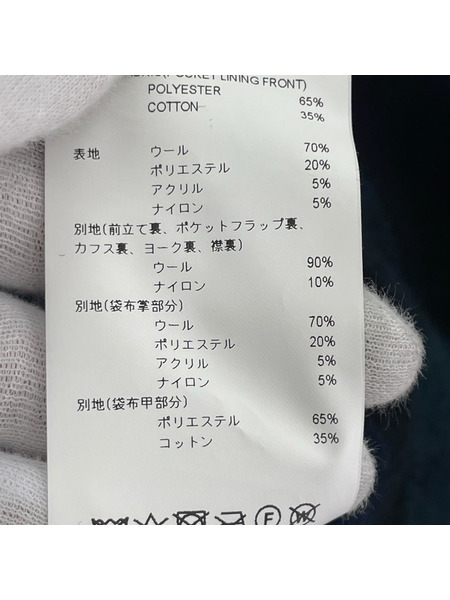 (POCKET LINING FRONT)
POLYESTER 65%
COTTON 35%
表地 ウール 70%
ポリエステル 20%
アクリル 5%
ナイロン 5%
別地(前立て裏、ポケットフラップ裏、
カフス裏、ヨーク裏、襟裏)
ウール 90%
ナイロン 10%
別地(袋布掌部分)
ウール 70%
ポリエステル 20%
アクリル 5%
ナイロン 5%
別地(袋布甲部分)
ポリエステル 65%
コットン 35%
F
W